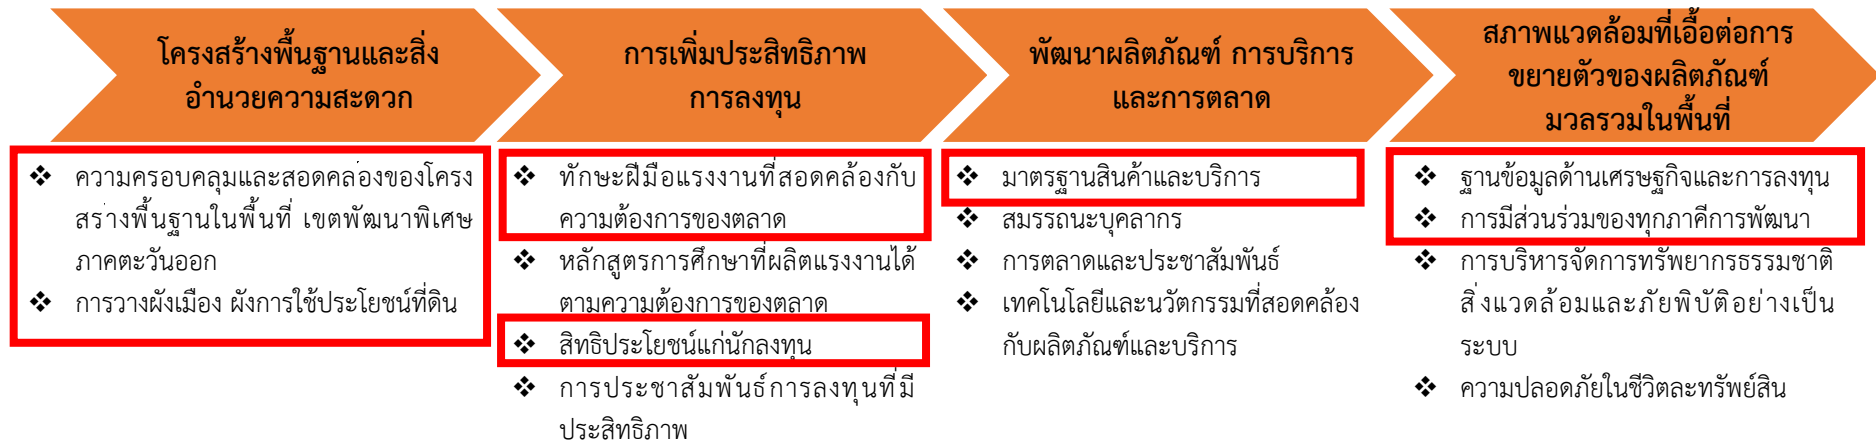 โครงสร้างพื้นฐานและสิ่ง
อำนวยความสะดวก
❖ ความครอบคลุมและสอดคล่องของโครง
สร่างพื้นฐานในพื้นที่ เขตพัฒนาพิเศษ
ภาคตะวันออก
❖ การวางผังเมือง ผังการใช้ประโยชน์ที่ดิน
การเพิ่มประสิทธิภาพ
การลงทุน
❖ ทักษะฝีมือแรงงานที่สอดคล้องกับ
ความต้องการของตลาด
❖ หลักสูตรการศึกษาที่ผลิตแรงงานได้
ตามความต้องการของตลาด
❖ สิทธิประโยชน์แก่นักลงทุน
❖ การประชาสัมพันธ์การลงทุนที่มี
ประสิทธิภาพ
พัฒนาผลิตภัณฑ์ การบริการ
และการตลาด
❖ มาตรฐานสินค้าและบริการ
❖ สมรรถนะบุคลากร
❖ การตลาดและประชาสัมพันธ์
❖ เทคโนโลยีและนวัตกรรมที่สอดคล้อง
กับผลิตภัณฑ์และบริการ
สภาพแวดล้อมที่เอื้อต่อการ
ขยายตัวของผลิตภัณฑ์
มวลรวมในพื้นที่
❖ ฐานข้อมูลด้านเศรษฐกิจและการลงทุน
❖ การมีส่วนร่วมของทุกภาคีการพัฒนา
❖ การบริหารจัดการทรัพยากรธรรมชาติ
สิ่งแวดล้อมและภัยพิบัติอย่างเป็น
ระบบ
❖ ความปลอดภัยในชีวิตละทรัพย์สิน